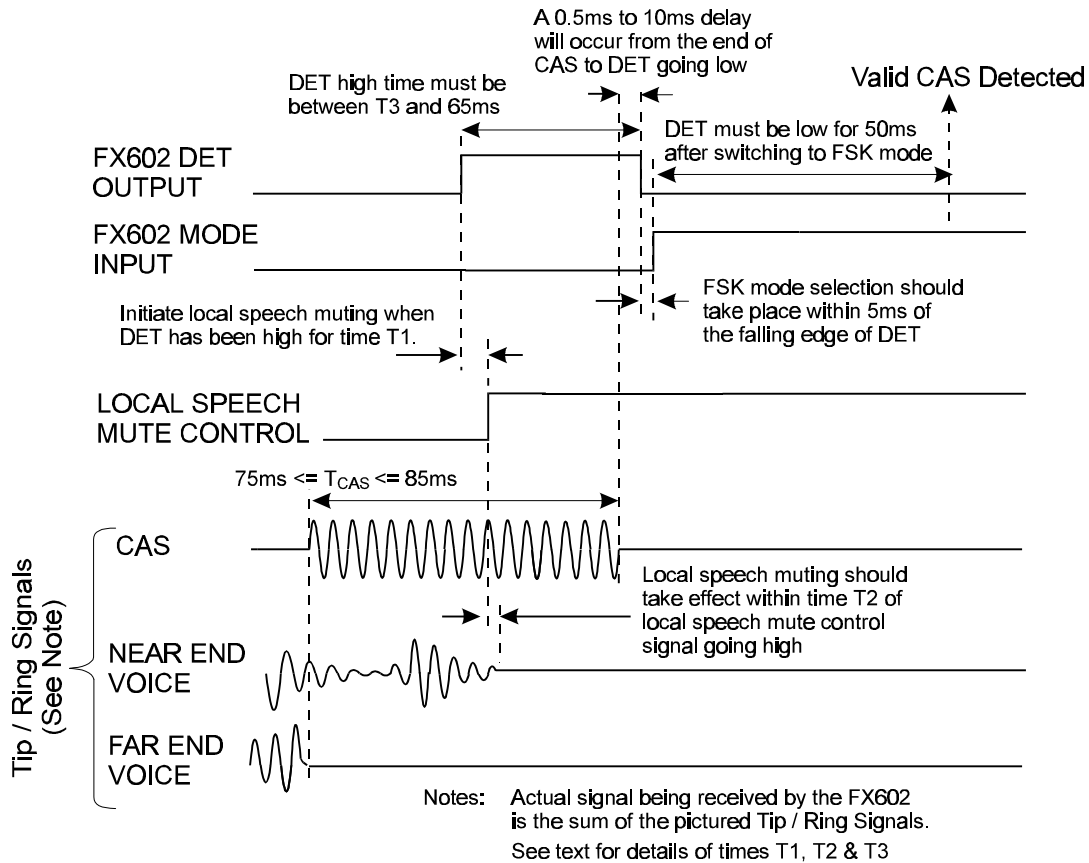 A 0.5ms to 10ms delay
will occur from the end of
CAS to DET going low
DET high time must be
between T3 and 65ms
Valid CAS Detected
DET must be low for 50ms
after switching to FSK mode
FX602 DET
OUTPUT
FX602 MODE
INPUT
FSK mode selection should
take place within 5ms of
the falling edge of DET
Initiate local speech muting when
DET has been high for time T1.
LOCAL SPEECH
MUTE CONTROL
75ms <= TCAS <= 85ms
CAS
Local speech muting should
take effect within time T2 of
local speech mute control
signal going high
Tip / Ring Signals
(See Note)
NEAR END
VOICE
FAR END
VOICE
Notes: Actual signal being received by the FX602
is the sum of the pictured Tip / Ring Signals.
See text for details of times T1, T2 & T3